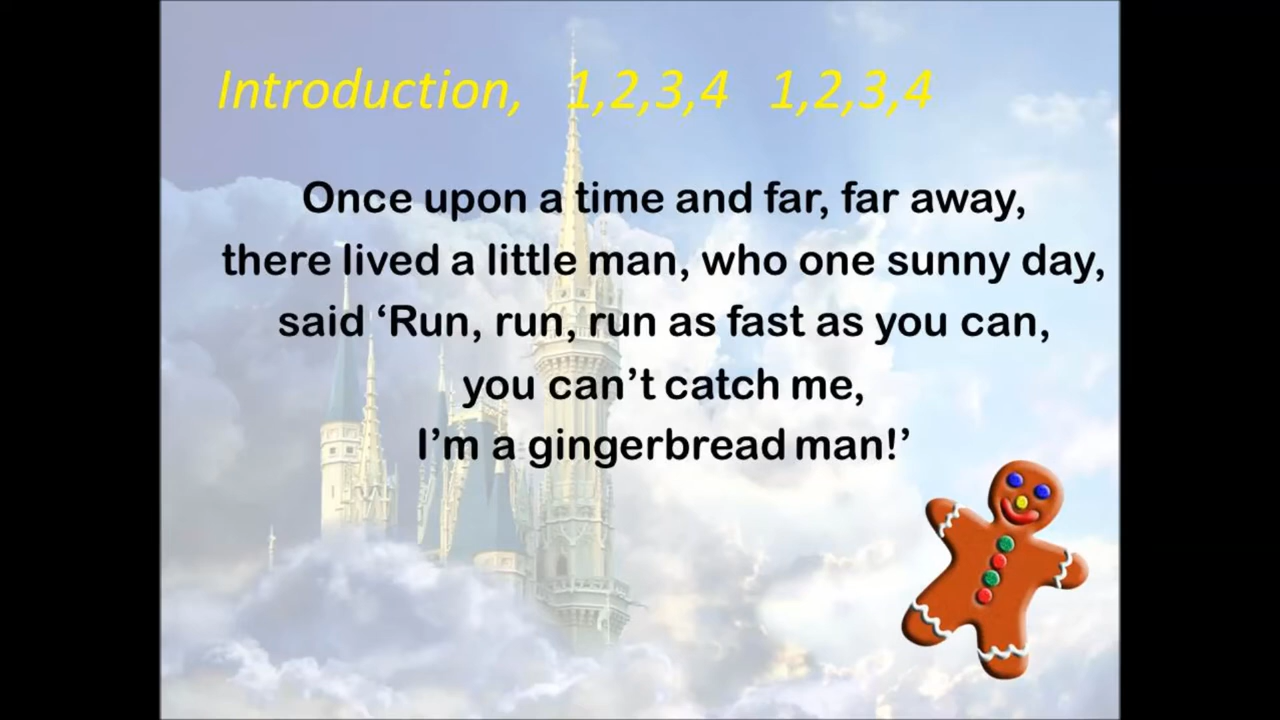 Introduction, 1,2,3,4 1,2,3,4
Once upon a time and far, far away,
there lived a little man, who one sunny day,
said ‘Run, run, run as fast as you can,
you can’t catch me,
I’m a gingerbread man!’